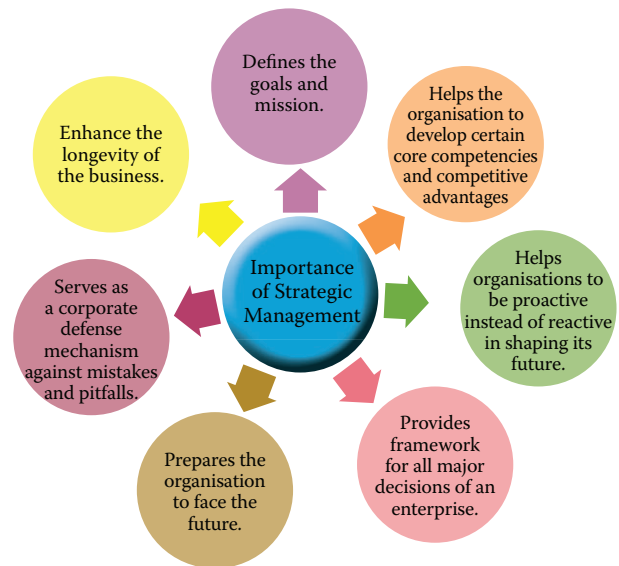 Defines the
goals and
mission.
Helps the
organisation to
develop certain
core competencies
and competitive
advantages
Helps
organisations to
be proactive
instead of reactive
in shaping its
future.
Provides
framework
for all major
decisions of an
enterprise.
Prepares the
organisation
to face the
future.
Serves as
a corporate
defense
mechanism
against mistakes
and pitfalls.
Enhance the
longevity of
the business.
Importance
of Strategic
Management